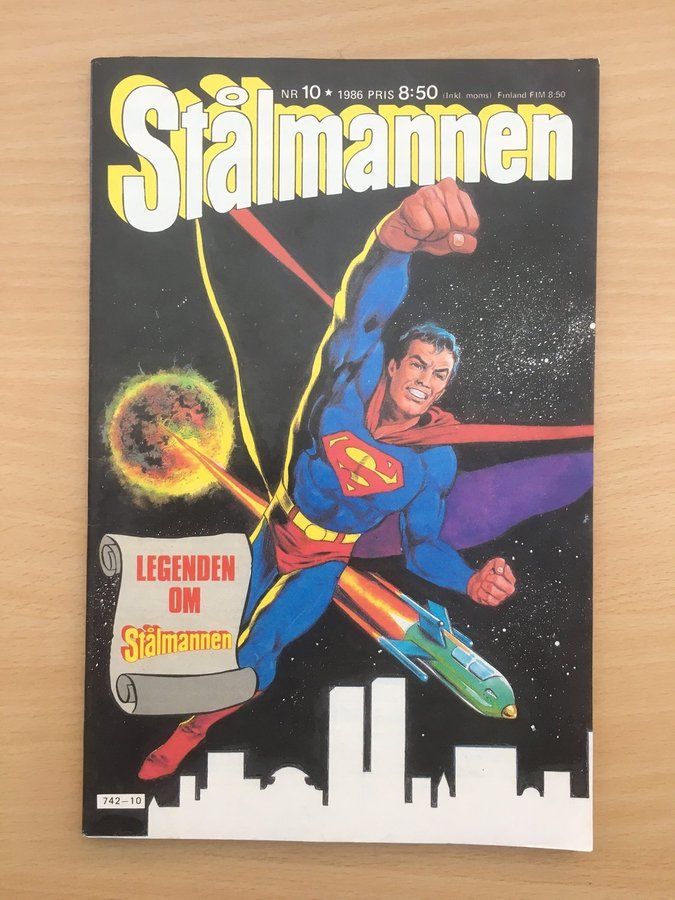 NR 10 ★ 1986 PRIS 8:50 (Inkl. moms) Finland FIM 8:50
Stålmannen
S
LEGENDEN
OM
Stålmannen
742–10